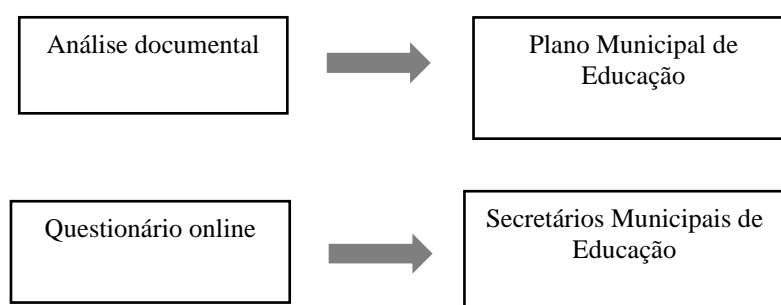 Análise documental
Plano Municipal de
Educação
Questionário online
Secretários Municipais de
Educação